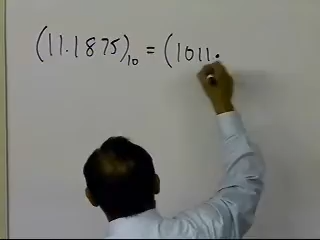 (11.1875)₁₀ = (1011.